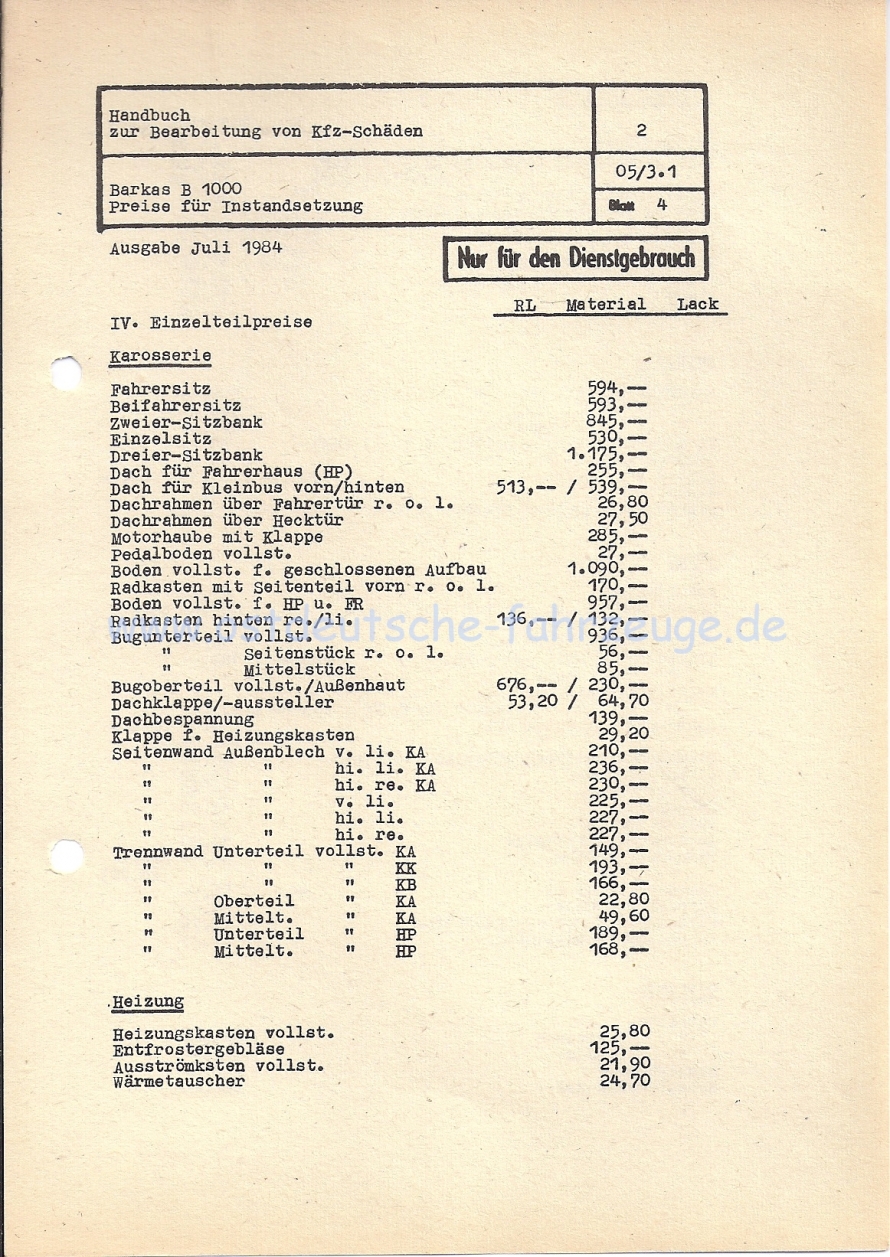 Handbuch
zur Bearbeitung von Kfz-Schäden
2
05/3.1
Barkas B 1000
Preise für Instandsetzung
Blatt 4
Ausgabe Juli 1984
Nur für den Dienstgebrauch
RL Material Lack
IV. Einzelteilpreise
Karosserie
Fahrersitz 594,--
Beifahrersitz 593,--
Zweier-Sitzbank 845,--
Einzelsitz 530,--
Dreier-Sitzbank 1.175,--
Dach für Fahrerhaus (HP) 255,--
Dach für Kleinbus vorn/hinten 513,-- / 539,--
Dachrahmen über Fahrertür r. o. l. 26,80
Dachrahmen über Hecktür 27,50
Motorhaube mit Klappe 285,--
Pedalboden vollst. 27,--
Boden vollst. f. geschlossenen Aufbau 1.090,--
Radkasten mit Seitenteil vorn r. o. l. 170,--
Boden vollst. f. HP u. FR 957,--
Radkasten hinten re./li. 136,-- / 132,--
www.ostdeutsche-fahrzeuge.de
Bugunterteil vollst. 936,--
" Seitenstück r. o. l. 56,--
" Mittelstück 85,--
Bugoberteil vollst./Außenhaut 676,-- / 230,--
Dachklappe/-aussteller 53,20 / 64,70
Dachbespannung 139,--
Klappe f. Heizungskasten 29,20
Seitenwand Außenblech v. li. KA 210,--
" " hi. li. KA 236,--
" " hi. re. KA 230,--
" " v. li. 225,--
" " hi. li. 227,--
" " hi. re. 227,--
Trennwand Unterteil vollst. KA 149,--
" " " KK 193,--
" " " KB 166,--
" Oberteil " KA 22,80
" Mittelt. " KA 49,60
" Unterteil " HP 189,--
" Mittelt. " HP 168,--
Heizung
Heizungskasten vollst. 25,80
Entfrostergebläse 125,--
Ausströmksten vollst. 21,90
Wärmetauscher 24,70